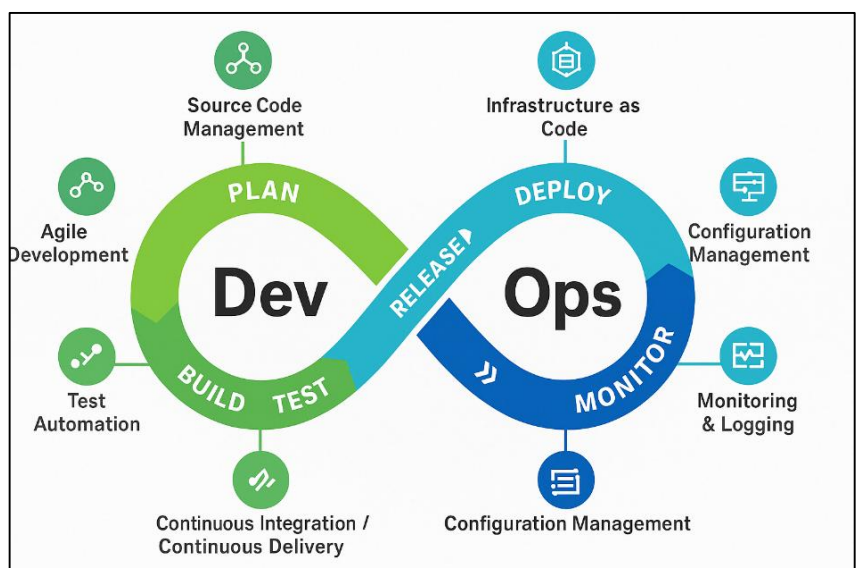 Source Code
Management
Infrastructure as
Code
PLAN
DEPLOY
Agile
Development
Configuration
Management
Dev
RELEASE
Ops
BUILD
TEST
MONITOR
Test
Automation
Monitoring
& Logging
Continuous Integration /
Continuous Delivery
Configuration Management